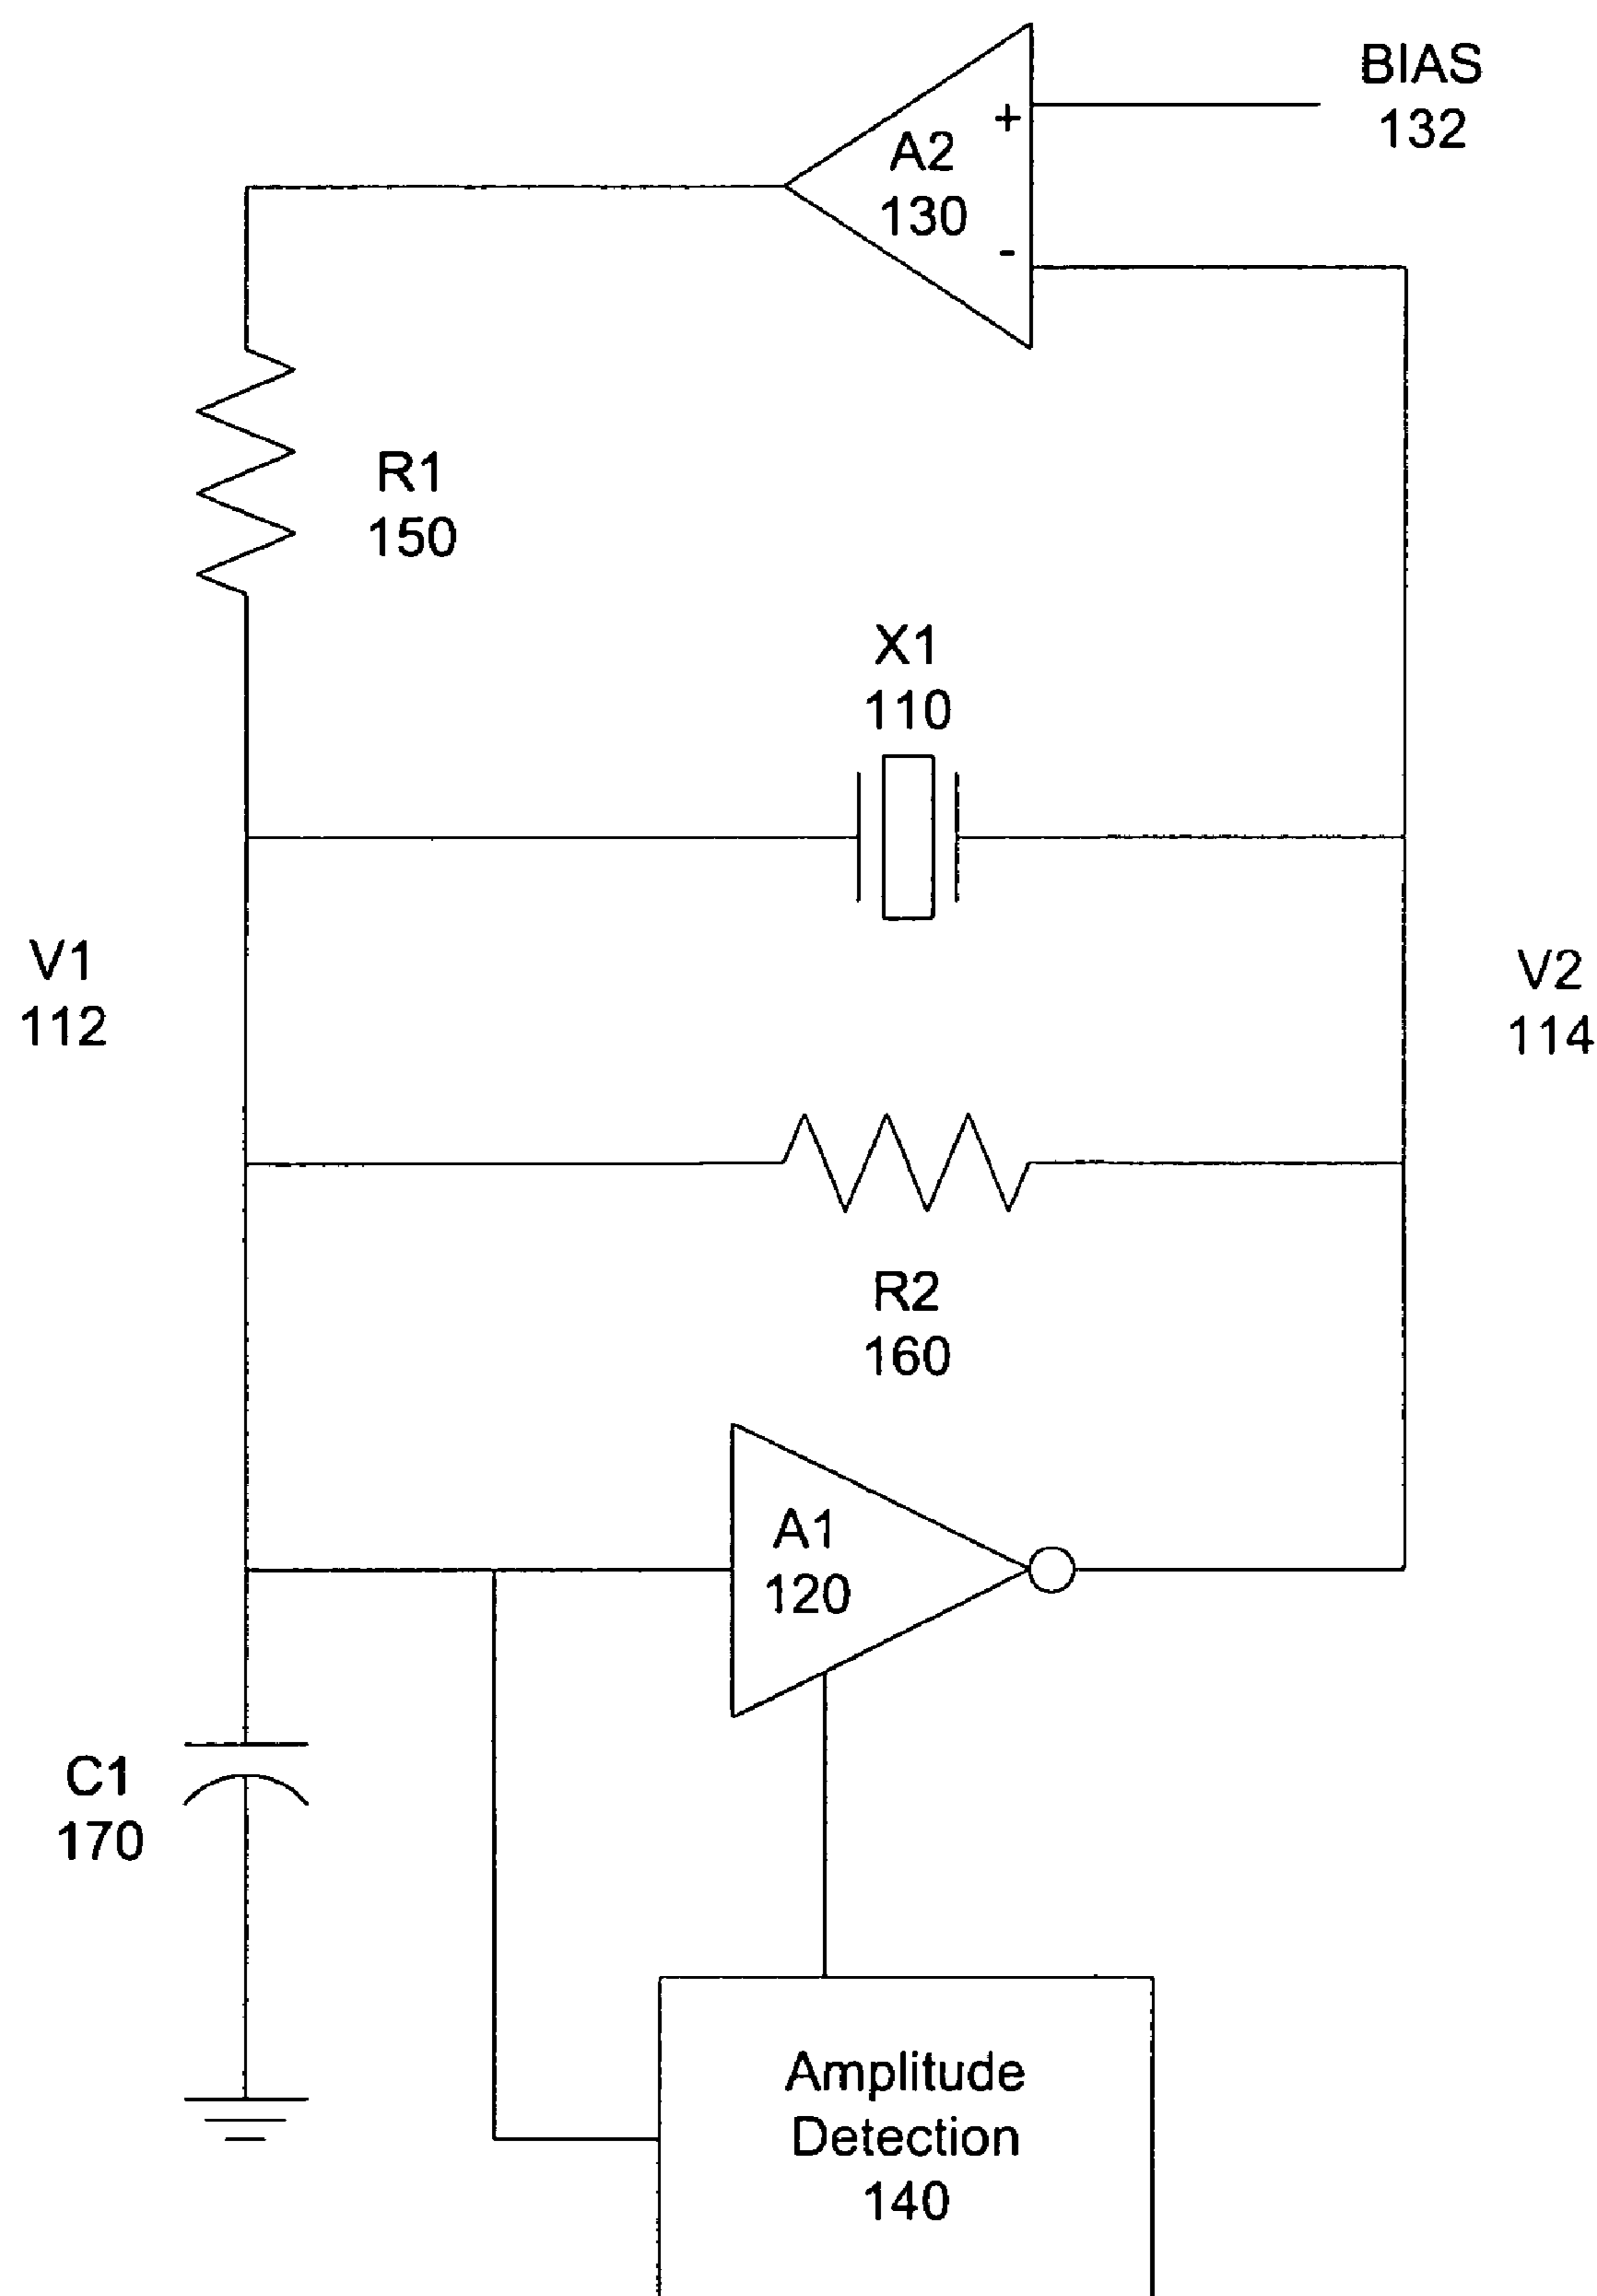 BIAS
132
+
A2
130
-
R1
150
X1
110
V1
112
V2
114
R2
160
A1
120
C1
170
Amplitude
Detection
140